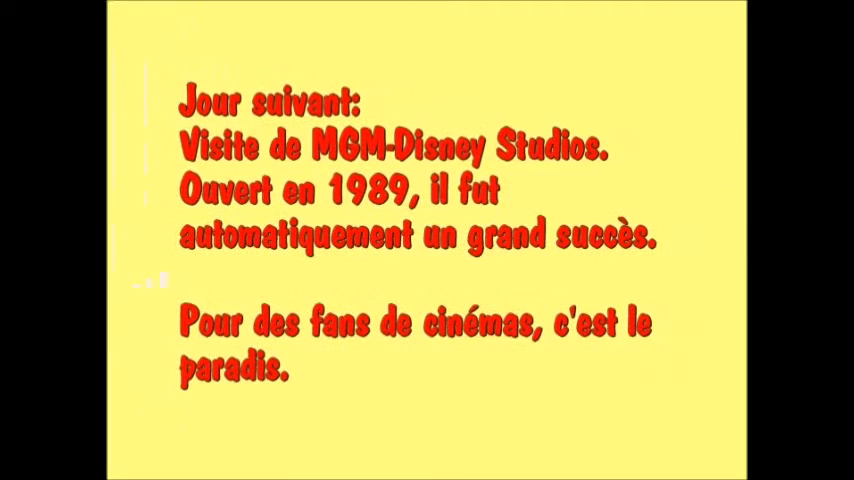 Jour suivant:
Visite de MGM-Disney Studios.
Ouvert en 1989, il fut
automatiquement un grand succès.
Pour des fans de cinémas, c'est le
paradis.